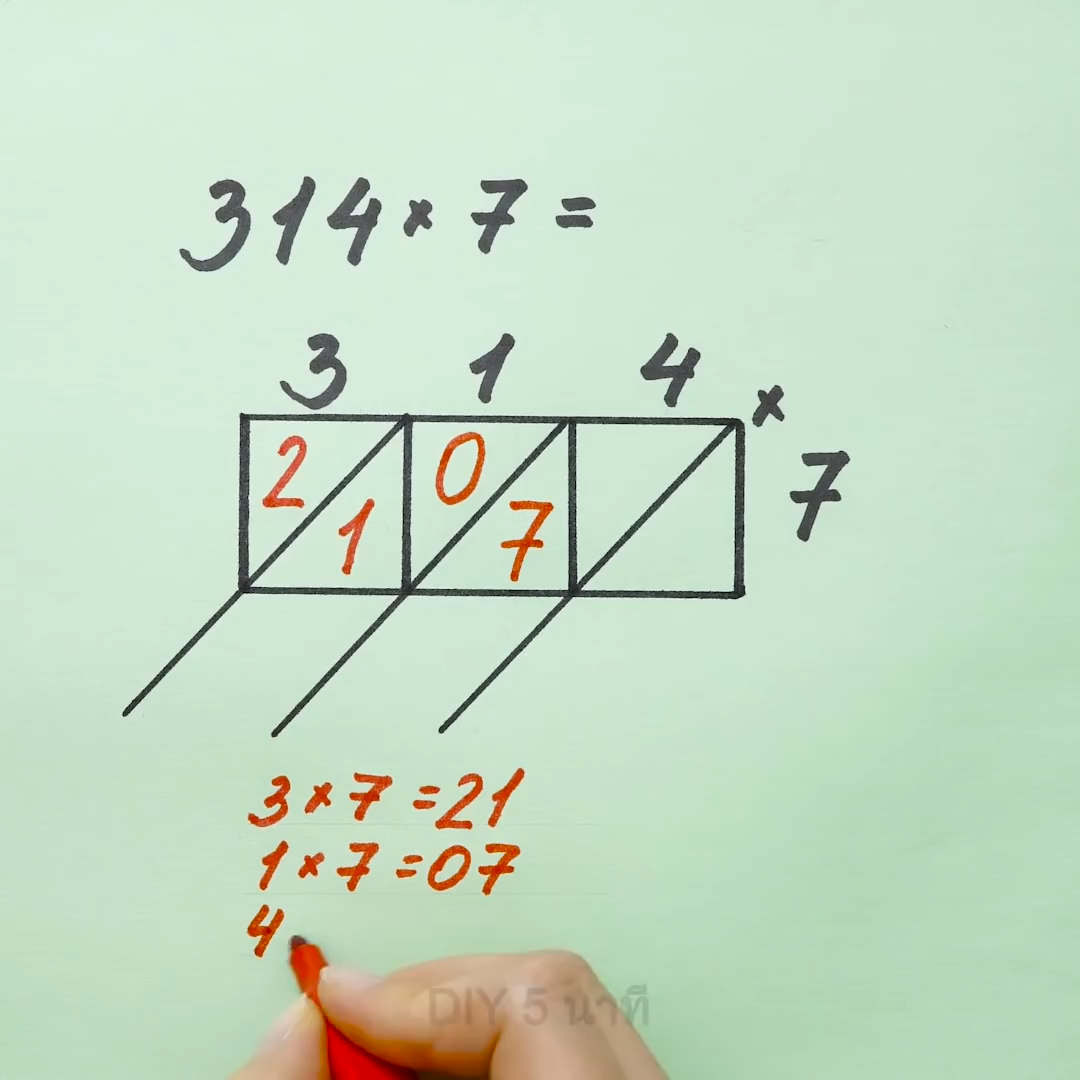 314 × 7 =
3 1 4 ×
2 0 7
1 7
3 × 7 = 21
1 × 7 = 07
4
DIY 5 นาที